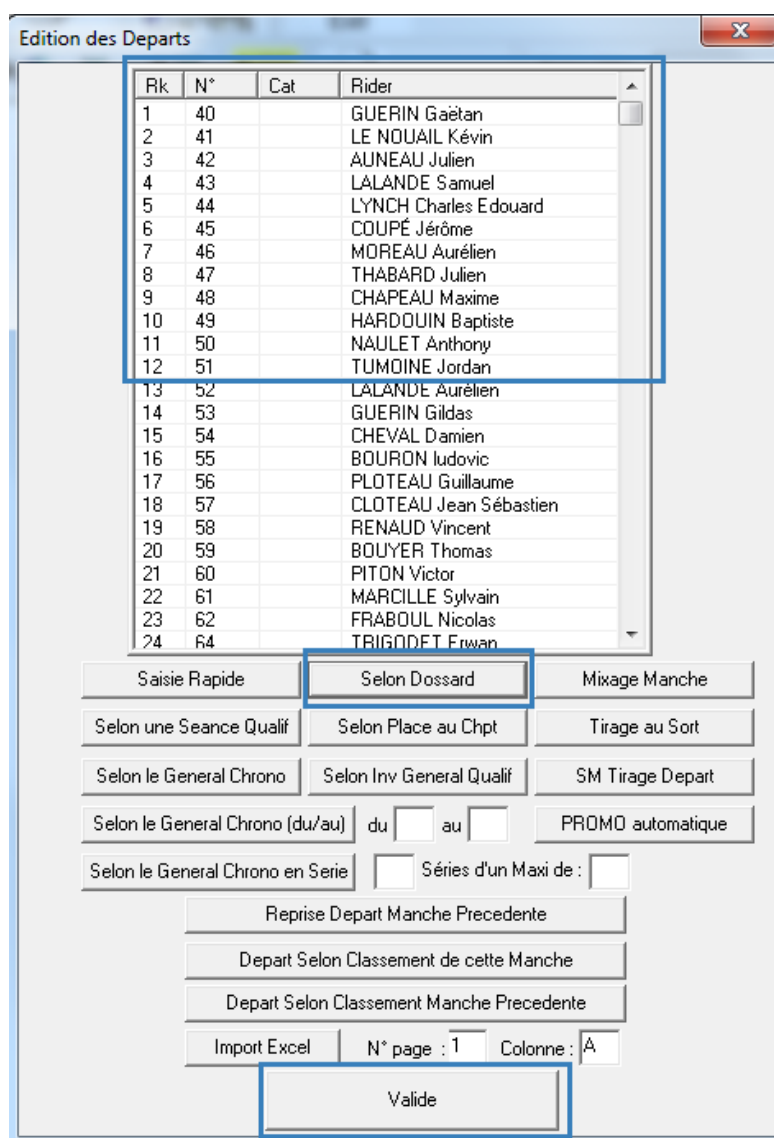 Edition des Departs
Rk N° Cat Rider
1 40 GUERIN Gaëtan
2 41 LE NOUAIL Kévin
3 42 AUNEAU Julien
4 43 LALANDE Samuel
5 44 LYNCH Charles Edouard
6 45 COUPÉ Jérôme
7 46 MOREAU Aurélien
8 47 THABARD Julien
9 48 CHAPEAU Maxime
10 49 HARDOUIN Baptiste
11 50 NAULET Anthony
12 51 TUMOINE Jordan
13 52 LALANDE Aurélien
14 53 GUERIN Gildas
15 54 CHEVAL Damien
16 55 BOURON ludovic
17 56 PLOTEAU Guillaume
18 57 CLOTEAU Jean Sébastien
19 58 RENAUD Vincent
20 59 BOUYER Thomas
21 60 PITON Victor
22 61 MARCILLE Sylvain
23 62 FRABOUL Nicolas
24 64 TRIGODET Erwan
Saisie Rapide Selon Dossard Mixage Manche
Selon une Seance Qualif Selon Place au Chpt Tirage au Sort
Selon le General Chrono Selon Inv General Qualif SM Tirage Depart
Selon le General Chrono (du/au) du au PROMO automatique
Selon le General Chrono en Serie Séries d'un Maxi de :
Reprise Depart Manche Precedente
Depart Selon Classement de cette Manche
Depart Selon Classement Manche Precedente
Import Excel N° page : 1 Colonne : A
Valide